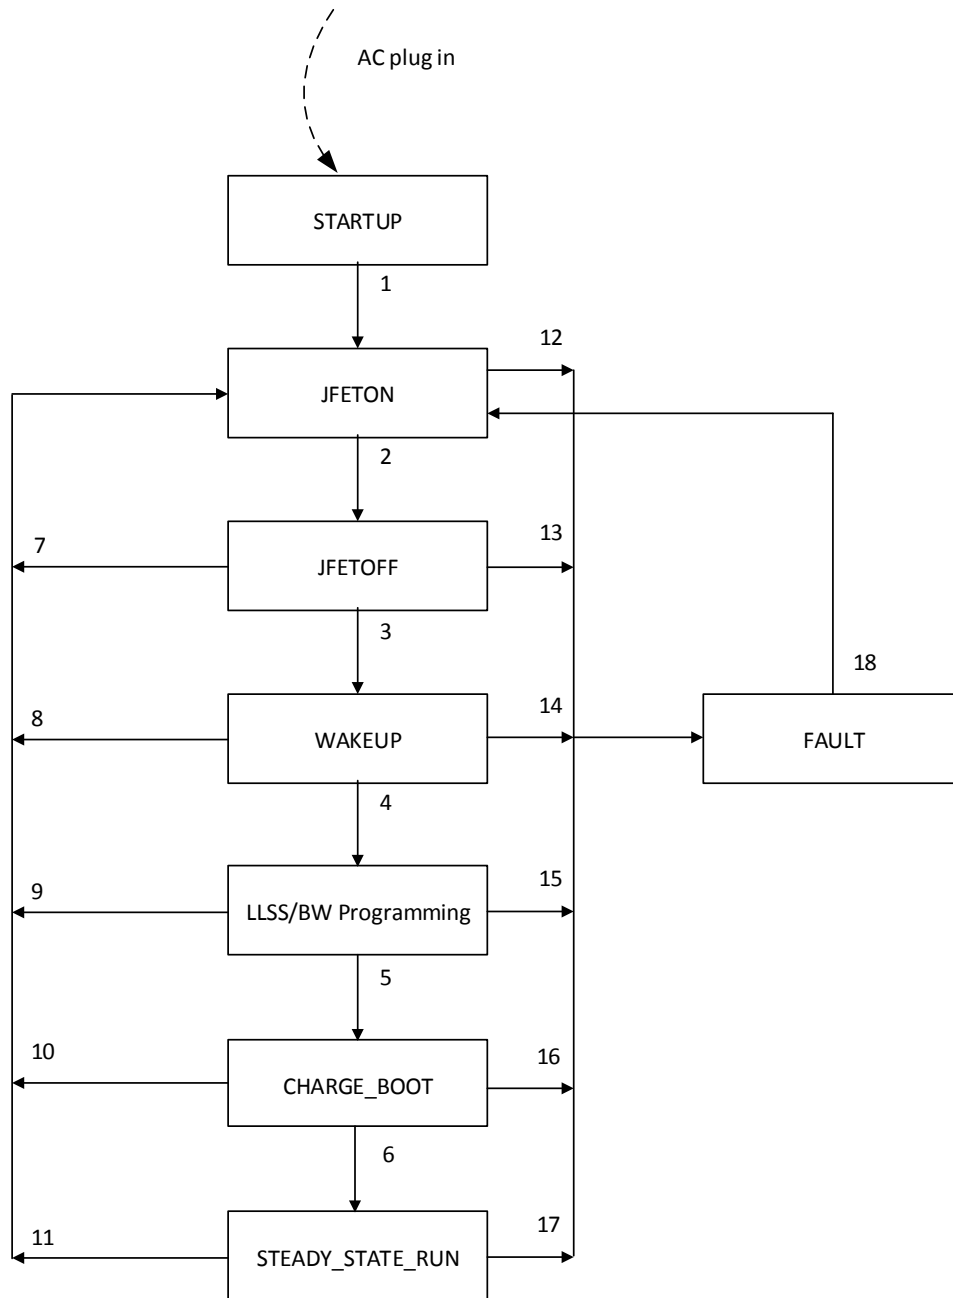 AC plug in
STARTUP
1
12
JFETON
2
7
JFETOFF
13
3
8
WAKEUP
14
18
FAULT
4
9
LLSS/BW Programming
15
5
10
CHARGE_BOOT
16
6
11
STEADY_STATE_RUN
17